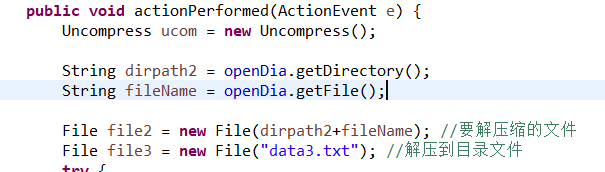 public void actionPerformed(ActionEvent e) {
Uncompress ucom = new Uncompress();
String dirpath2 = openDia.getDirectory();
String fileName = openDia.getFile();
File file2 = new File(dirpath2+fileName); //要解压缩的文件
File file3 = new File("data3.txt"); //解压到目录文件
try {